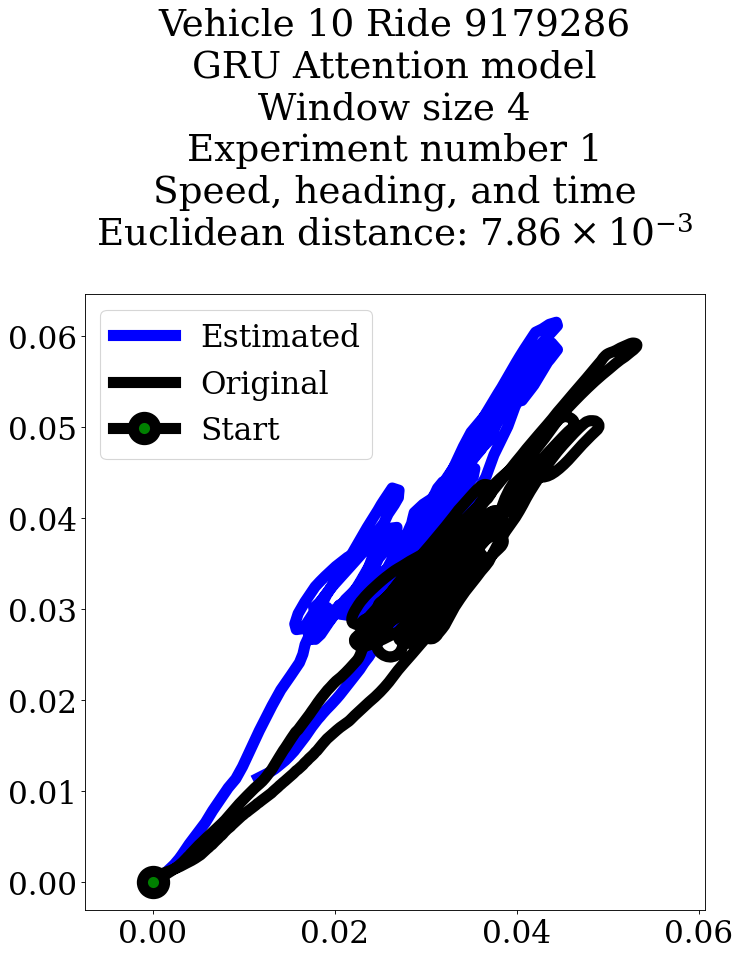 Vehicle 10 Ride 9179286
GRU Attention model
Window size 4
Experiment number 1
Speed, heading, and time
Euclidean distance: 7.86 × 10⁻³
Estimated
Original
Start
0.06
0.05
0.04
0.03
0.02
0.01
0.00
0.00 0.02 0.04 0.06